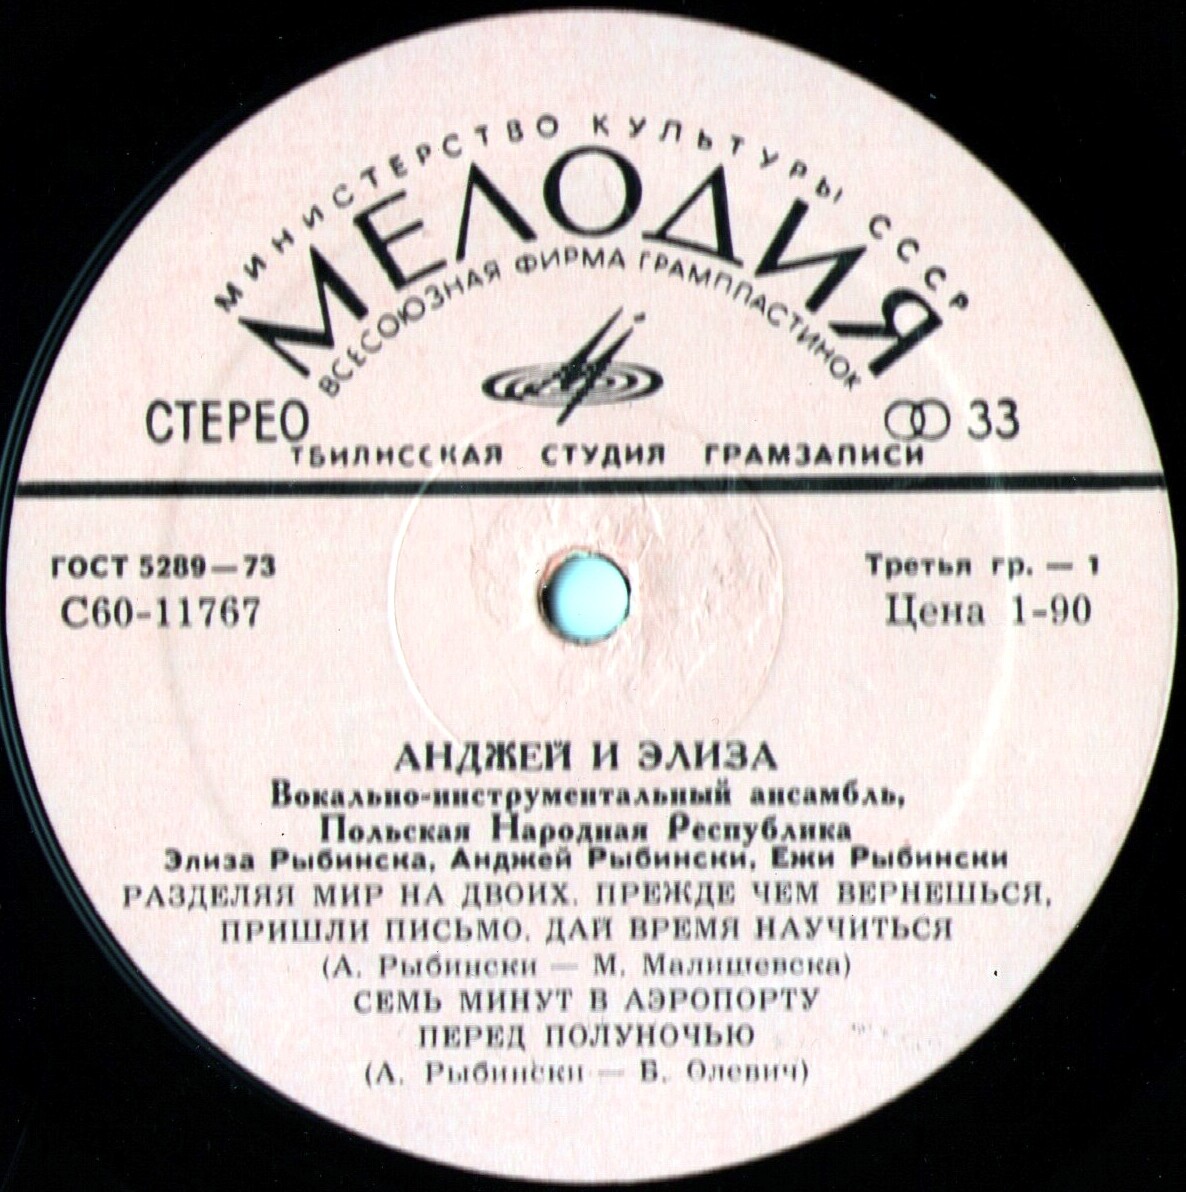 МИНИСТЕРСТВО КУЛЬТУРЫ СССР
МЕЛОДИЯ
ВСЕСОЮЗНАЯ ФИРМА ГРАМПЛАСТИНОК
СТЕРЕО
33
ТБИЛИССКАЯ СТУДИЯ ГРАМЗАПИСИ
ГОСТ 5289—73
Третья гр. — 1
С60-11767
Цена 1-90
АНДЖЕЙ И ЭЛИЗА
Вокально-инструментальный ансамбль,
Польская Народная Республика
Элиза Рыбинска, Анджей Рыбински, Ежи Рыбински
РАЗДЕЛЯЯ МИР НА ДВОИХ. ПРЕЖДЕ ЧЕМ ВЕРНЕШЬСЯ,
ПРИШЛИ ПИСЬМО. ДАЙ ВРЕМЯ НАУЧИТЬСЯ
(А. Рыбински — М. Малишевска)
СЕМЬ МИНУТ В АЭРОПОРТУ
ПЕРЕД ПОЛУНОЧЬЮ
(А. Рыбински — Б. Олевич)